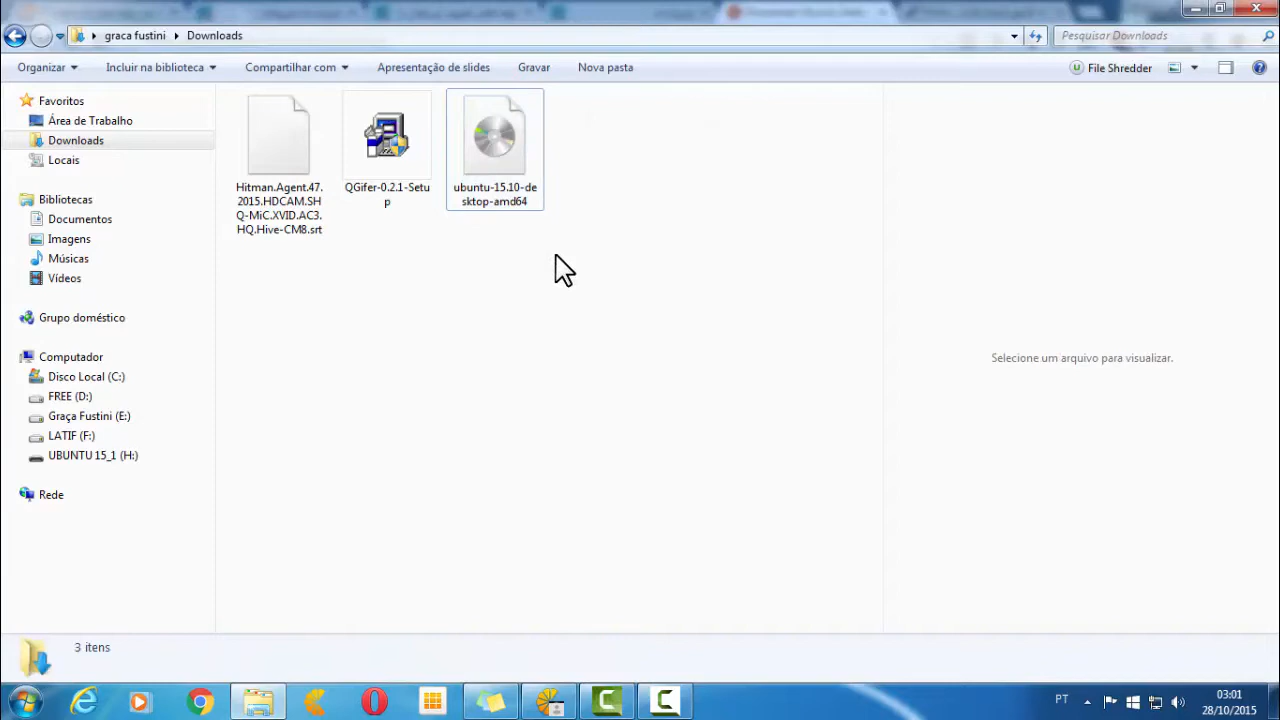 graca fustini
Downloads
Pesquisar Downloads
Organizar
Incluir na biblioteca
Compartilhar com
Apresentação de slides
Gravar
Nova pasta
File Shredder
Favoritos
Área de Trabalho
Downloads
Locais
Bibliotecas
Documentos
Imagens
Músicas
Vídeos
Grupo doméstico
Computador
Disco Local (C:)
FREE (D:)
Graça Fustini (E:)
LATIF (F:)
UBUNTU 15_1 (H:)
Rede
Hitman.Agent.47.
2015.HDCAM.SH
Q-MiC.XVID.AC3.
HQ.Hive-CM8.srt
QGifer-0.2.1-Setu
p
ubuntu-15.10-de
sktop-amd64
Selecione um arquivo para visualizar.
3 itens
PT
03:01
28/10/2015